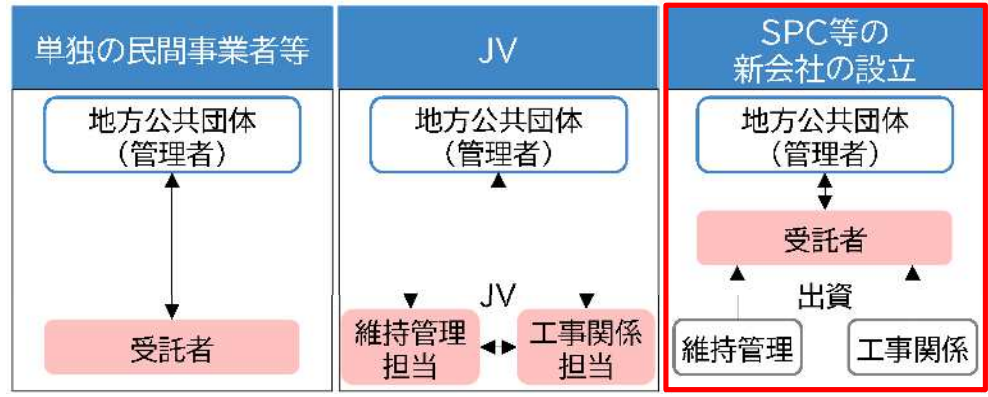 単独の民間事業者等
地方公共団体
（管理者）
受託者
JV
地方公共団体
（管理者）
JV
維持管理
担当
工事関係
担当
SPC等の
新会社の設立
地方公共団体
（管理者）
受託者
出資
維持管理
工事関係